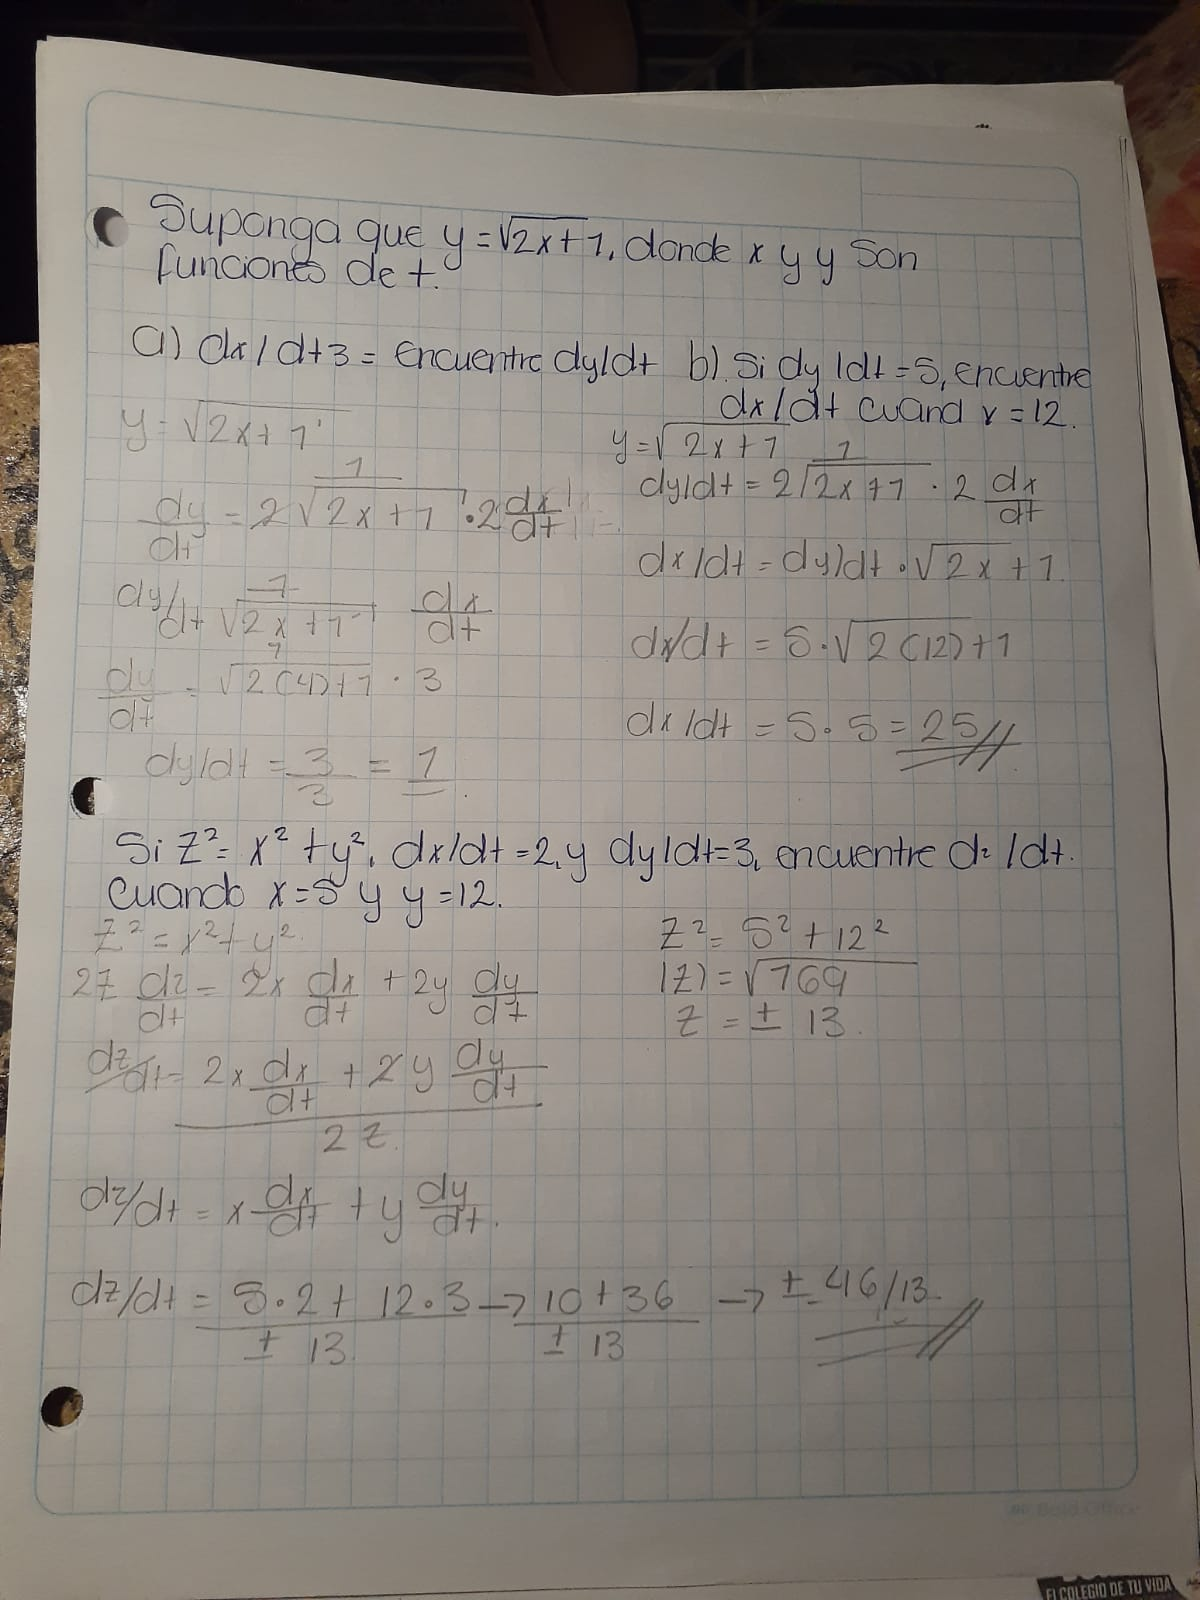 Suponga que y = √2x+1, donde x y y son
funciones de t.
a) dx/dt3 = encuentre dy/dt
y = √2x+1
1
dy/dt = 2√2x+1 · 2 dx/dt
dy/dt 1/√2x+1 dx/dt
1
dy/dt = √2(4)+1 · 3
dy/dt = 3/3 = 1
b). Si dy/dt = 5, encuentre
dx/dt cuand x = 12.
y = √2x+1
1
dy/dt = 2√2x+1 · 2 dx/dt
dx/dt = dy/dt · √2x+1
dx/dt = 5·√2(12)+1
dx/dt = 5·5 = 25//
Si z² = x² + y², dx/dt = 2, y dy/dt = 3, encuentre dz/dt.
Cuando x = 5 y y = 12.
z² = x² + y²
2z dz/dt = 2x dx/dt + 2y dy/dt
dz/dt = 2x dx/dt + 2y dy/dt
2z.
dz/dt = x dx/dt + y dy/dt.
z² = 5² + 12²
|z| = √169
z = ± 13.
dz/dt = 5·2 + 12·3 → 10+36 → ± 46/13
± 13 ± 13
Bold Office
EL COLEGIO DE TU VIDA